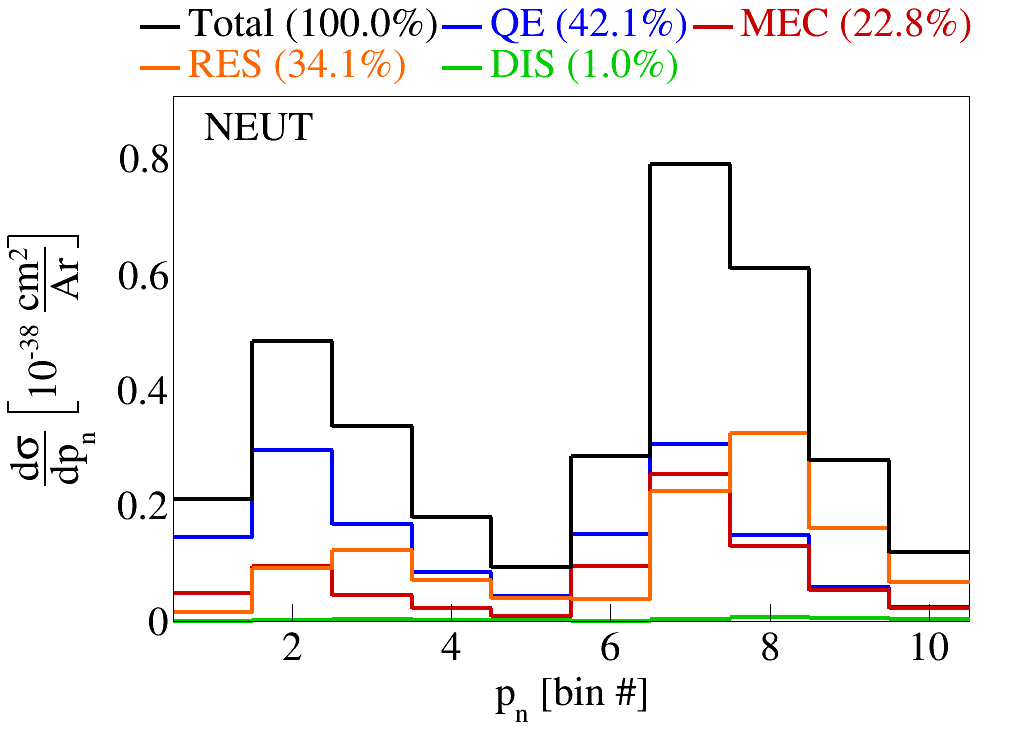 Total (100.0%) QE (42.1%) MEC (22.8%)
RES (34.1%) DIS (1.0%)
NEUT
0.8
0.6
0.4
0.2
0
dσ/dpₙ [10⁻³⁸ cm²/Ar]
2 4 6 8 10
pₙ [bin #]